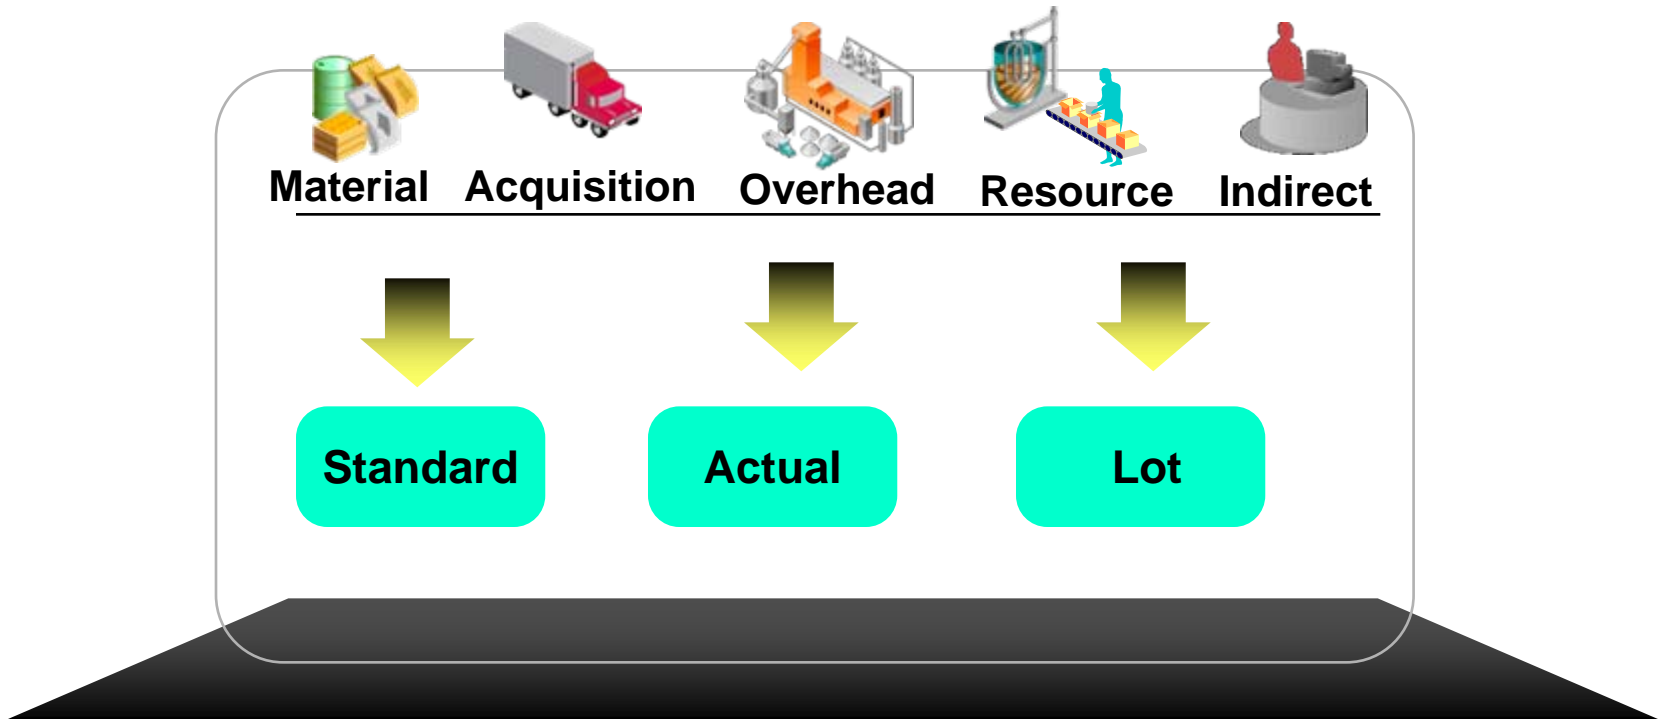 Material Acquisition Overhead Resource Indirect
Standard Actual Lot